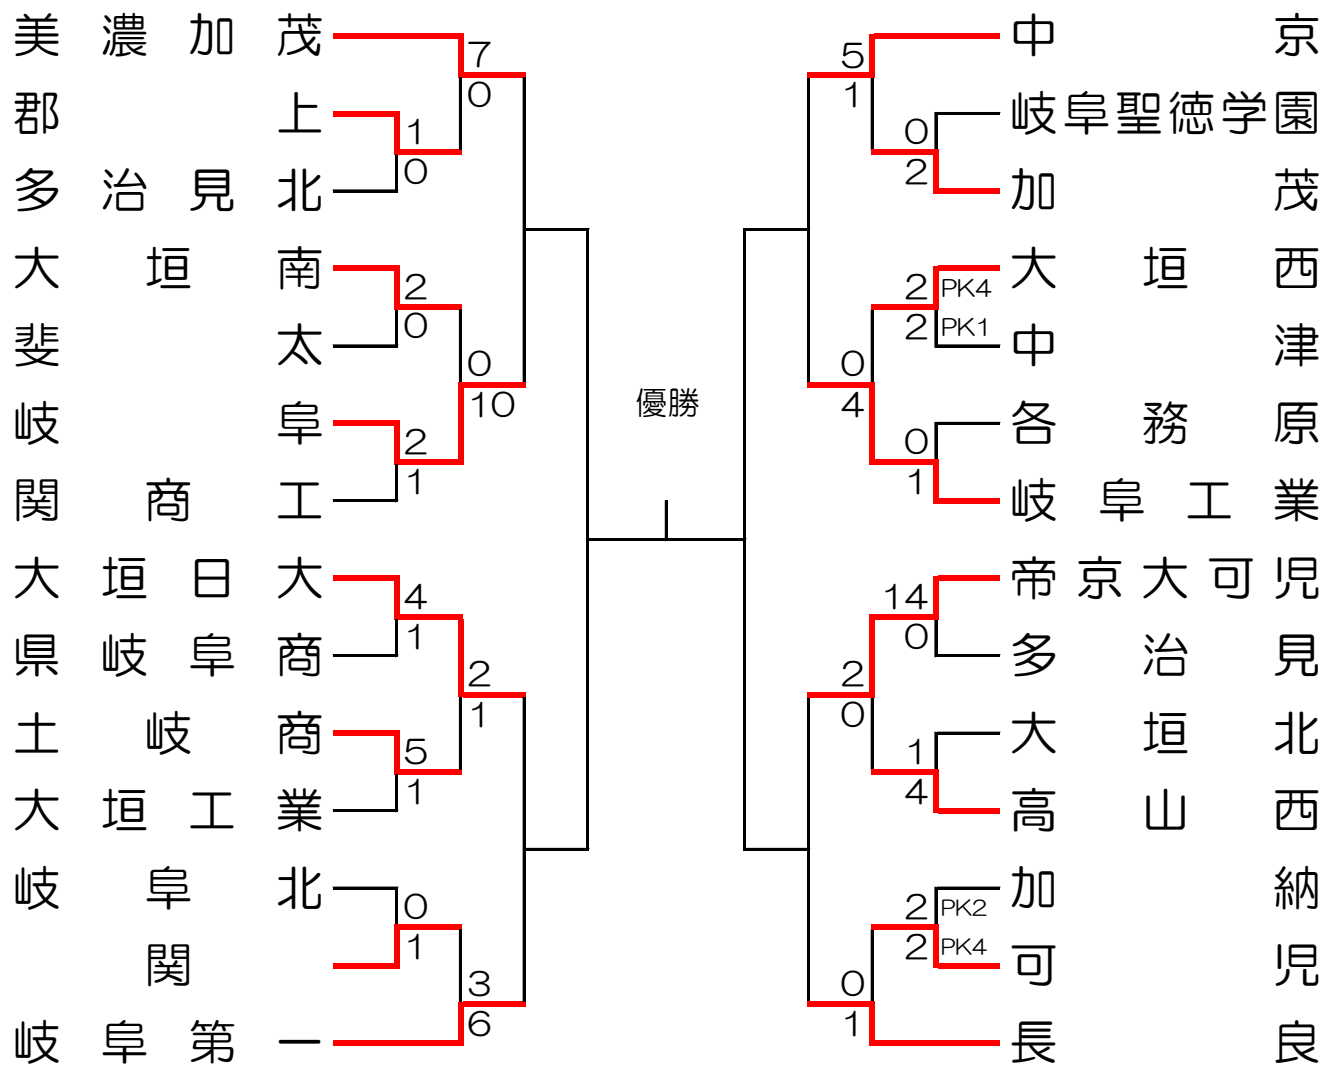 美濃加茂
7
0
郡上
1
0
多治見北
大垣南
2
0
斐太
0
10
岐阜
2
1
関商工
大垣日大
4
1
県岐阜商
2
1
土岐商
5
1
大垣工業
岐阜北
0
1
関
3
6
岐阜第一
優勝
中京
5
1
岐阜聖徳学園
0
2
加茂
大垣西
2 PK4
2 PK1
中津
0
4
各務原
0
1
岐阜工業
帝京大可児
14
0
多治見
2
0
大垣北
1
4
高山西
加納
2 PK2
2 PK4
可児
0
1
長良